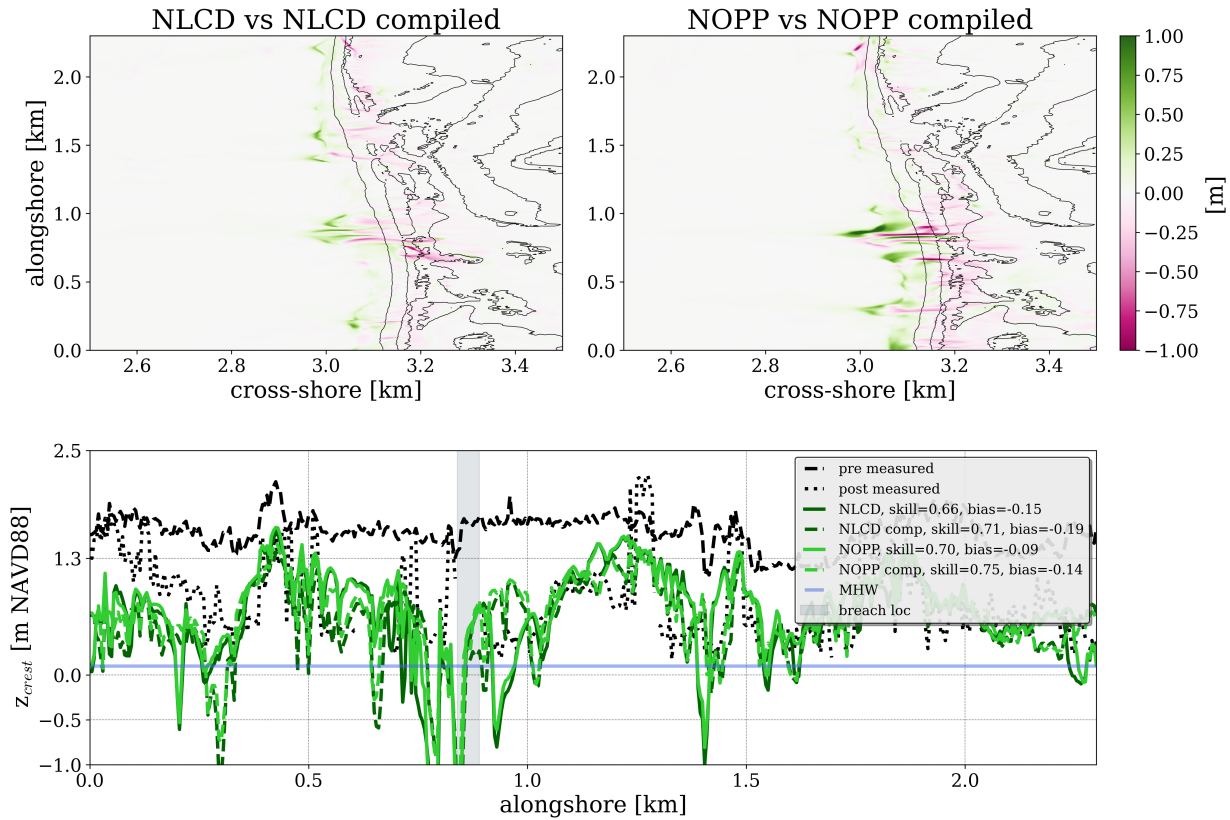 NLCD vs NLCD compiled
NOPP vs NOPP compiled
alongshore [km]
2.0
1.5
1.0
0.5
0.0
2.6 2.8 3.0 3.2 3.4
cross-shore [km]
2.6 2.8 3.0 3.2 3.4
cross-shore [km]
1.00
0.75
0.50
0.25
0.00
−0.25
−0.50
−0.75
−1.00
[m]
z_crest [m NAVD88]
2.5
1.3
0.0
−0.5
−1.0
pre measured
post measured
NLCD, skill=0.66, bias=-0.15
NLCD comp, skill=0.71, bias=-0.19
NOPP, skill=0.70, bias=-0.09
NOPP comp, skill=0.75, bias=-0.14
MHW
breach loc
0.0 0.5 1.0 1.5 2.0
alongshore [km]